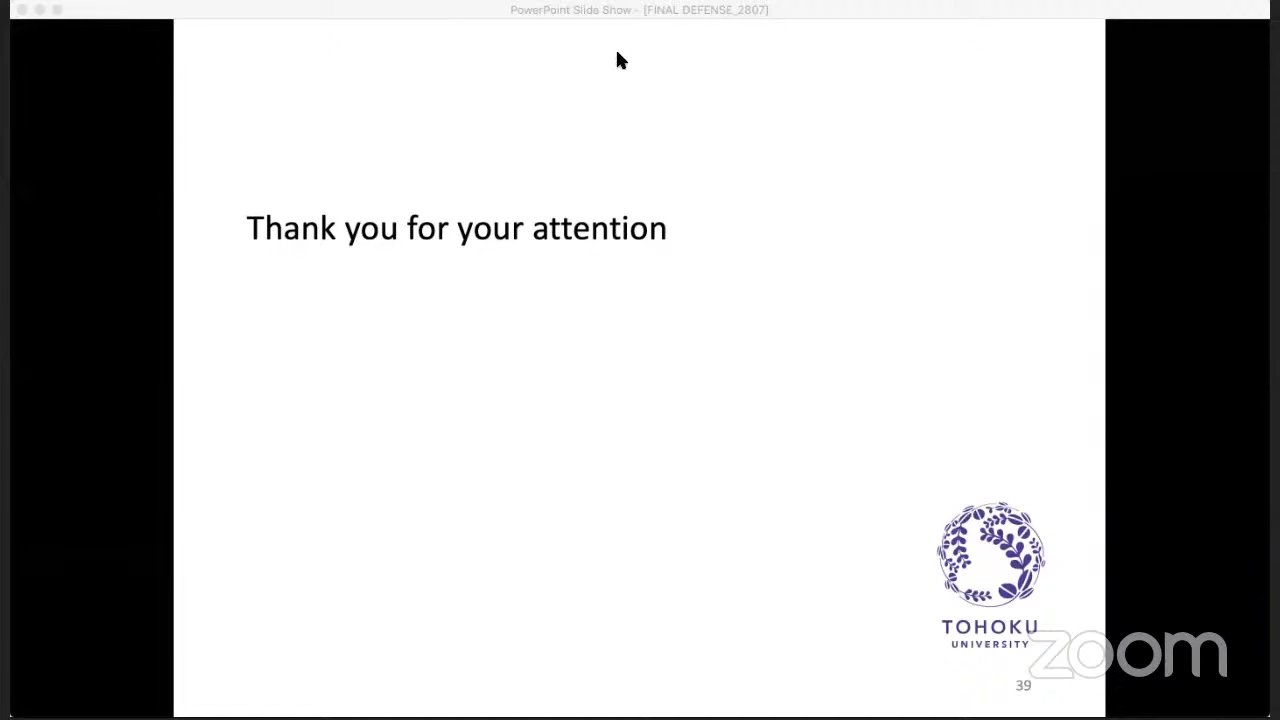 PowerPoint Slide Show - [FINAL DEFENSE_2807]
Thank you for your attention
TOHOKU
UNIVERSITY
zoom
39